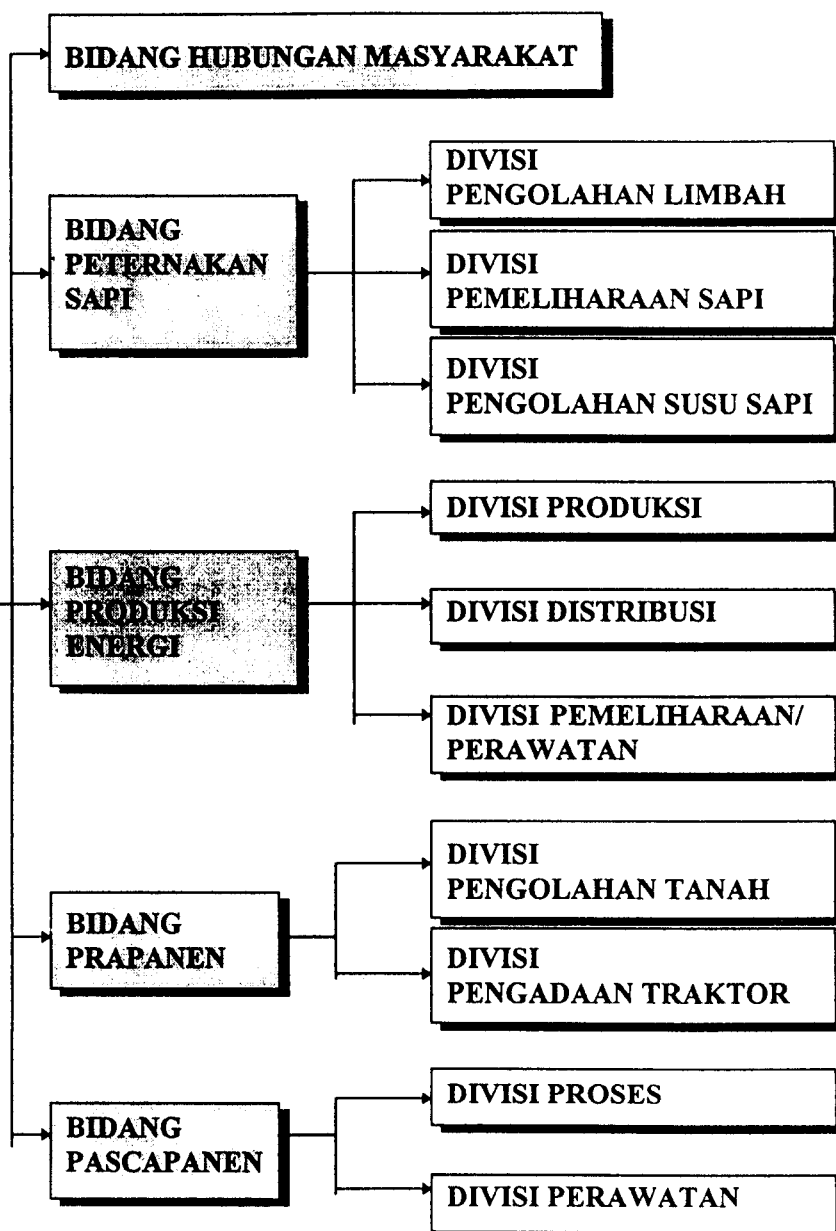 BIDANG HUBUNGAN MASYARAKAT
BIDANG
PETERNAKAN
SAPI
DIVISI
PENGOLAHAN LIMBAH
DIVISI
PEMELIHARAAN SAPI
DIVISI
PENGOLAHAN SUSU SAPI
BIDANG
PRODUKSI
ENERGI
DIVISI PRODUKSI
DIVISI DISTRIBUSI
DIVISI PEMELIHARAAN/
PERAWATAN
BIDANG
PRAPANEN
DIVISI
PENGOLAHAN TANAH
DIVISI
PENGADAAN TRAKTOR
BIDANG
PASCAPANEN
DIVISI PROSES
DIVISI PERAWATAN